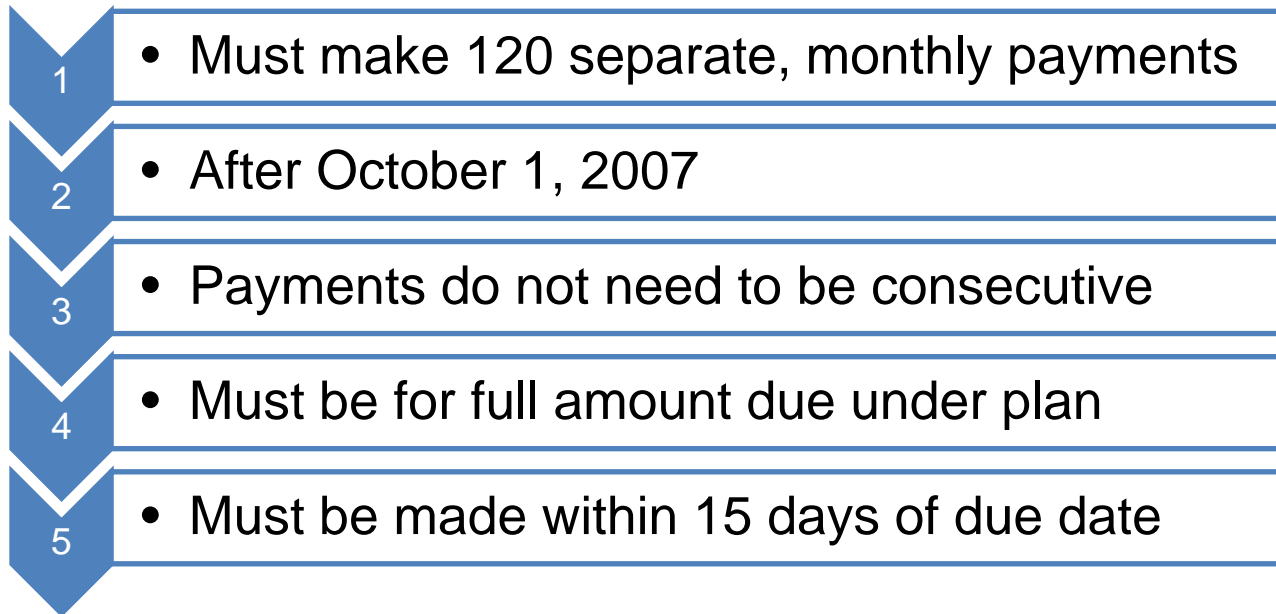 1 • Must make 120 separate, monthly payments
2 • After October 1, 2007
3 • Payments do not need to be consecutive
4 • Must be for full amount due under plan
5 • Must be made within 15 days of due date